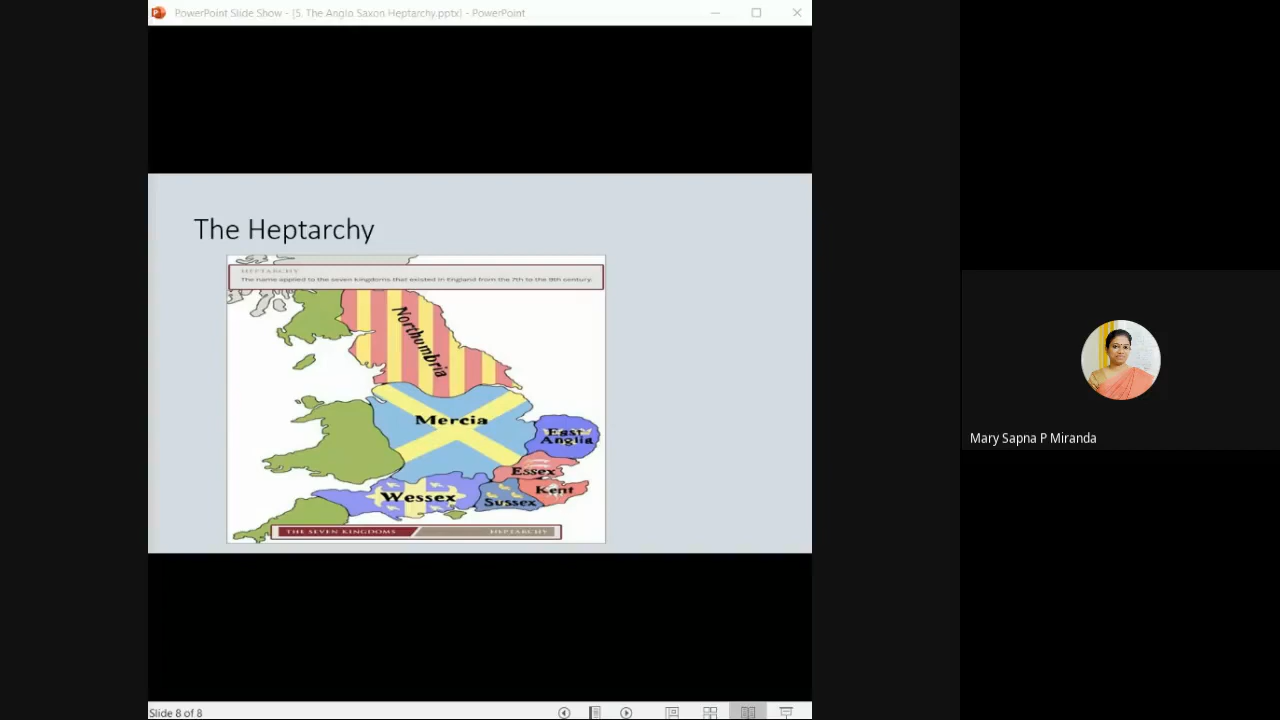 PowerPoint Slide Show - [5. The Anglo Saxon Heptarchy.pptx] - PowerPoint
The Heptarchy
HEPTARCHY
The name applied to the seven kingdoms that existed in England from the 7th to the 9th century.
Northumbria
Mercia
East
Anglia
Essex
Kent
Wessex
Sussex
THE SEVEN KINGDOMS HEPTARCHY
Mary Sapna P Miranda
Slide 8 of 8